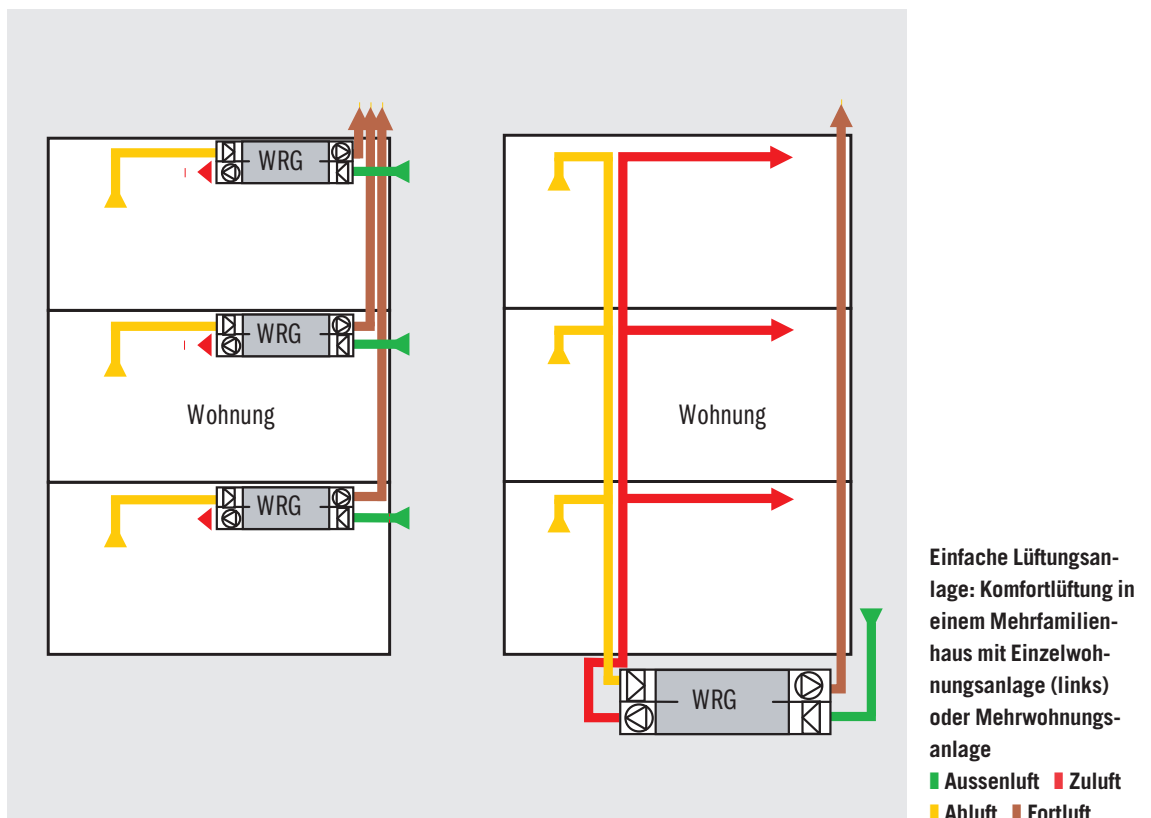 WRG
WRG
Wohnung
WRG
Wohnung
WRG
Einfache Lüftungsan-
lage: Komfortlüftung in
einem Mehrfamilien-
haus mit Einzelwoh-
nungsanlage (links)
oder Mehrwohnungs-
anlage
Aussenluft Zuluft
Abluft Fortluft